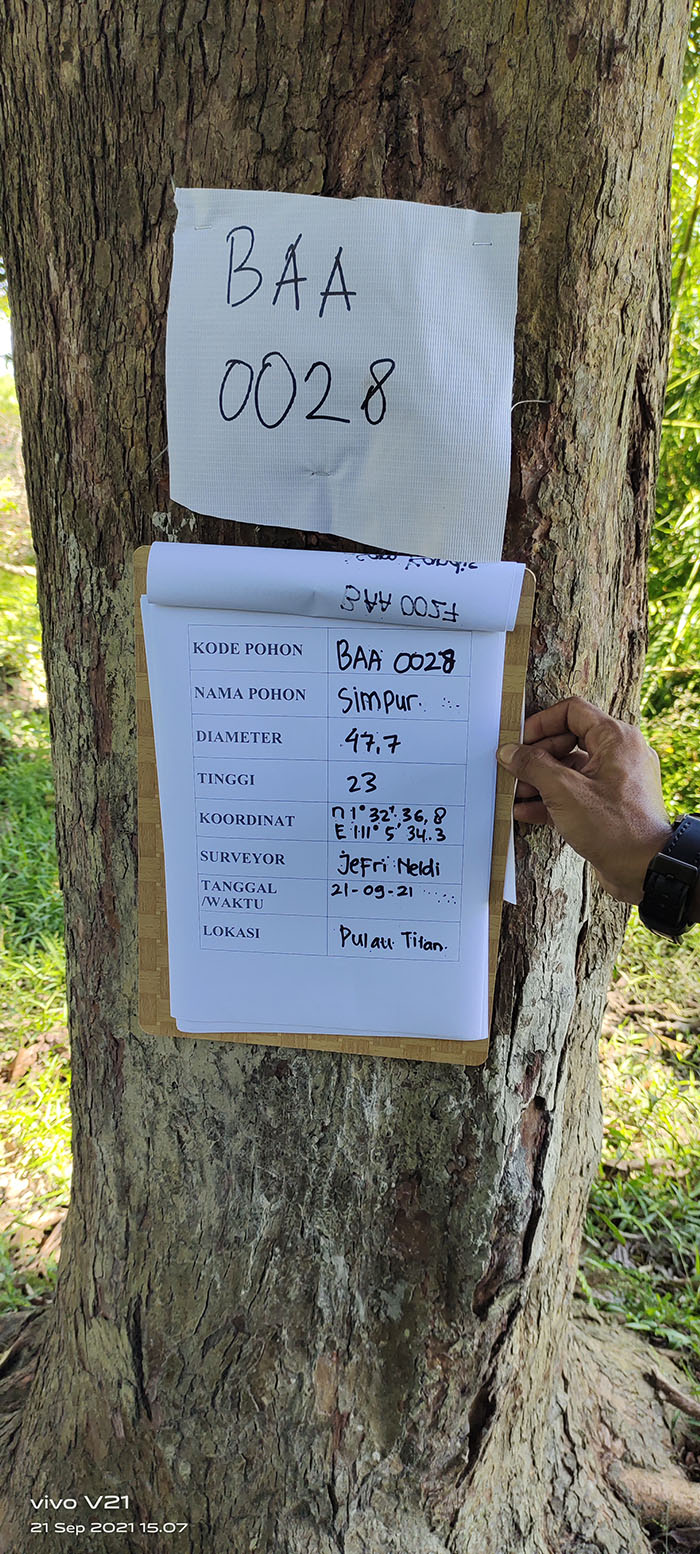 BAA
0028
BAA 0027
KODE POHON BAA 0028
NAMA POHON Simpur
DIAMETER 47,7
TINGGI 23
KOORDINAT n 1° 32' 36,8
E 111° 5' 34.3
SURVEYOR Jefri Neldi
TANGGAL 21-09-21
/WAKTU
LOKASI Pulau Titan.
vivo V21
21 Sep 2021 15.07